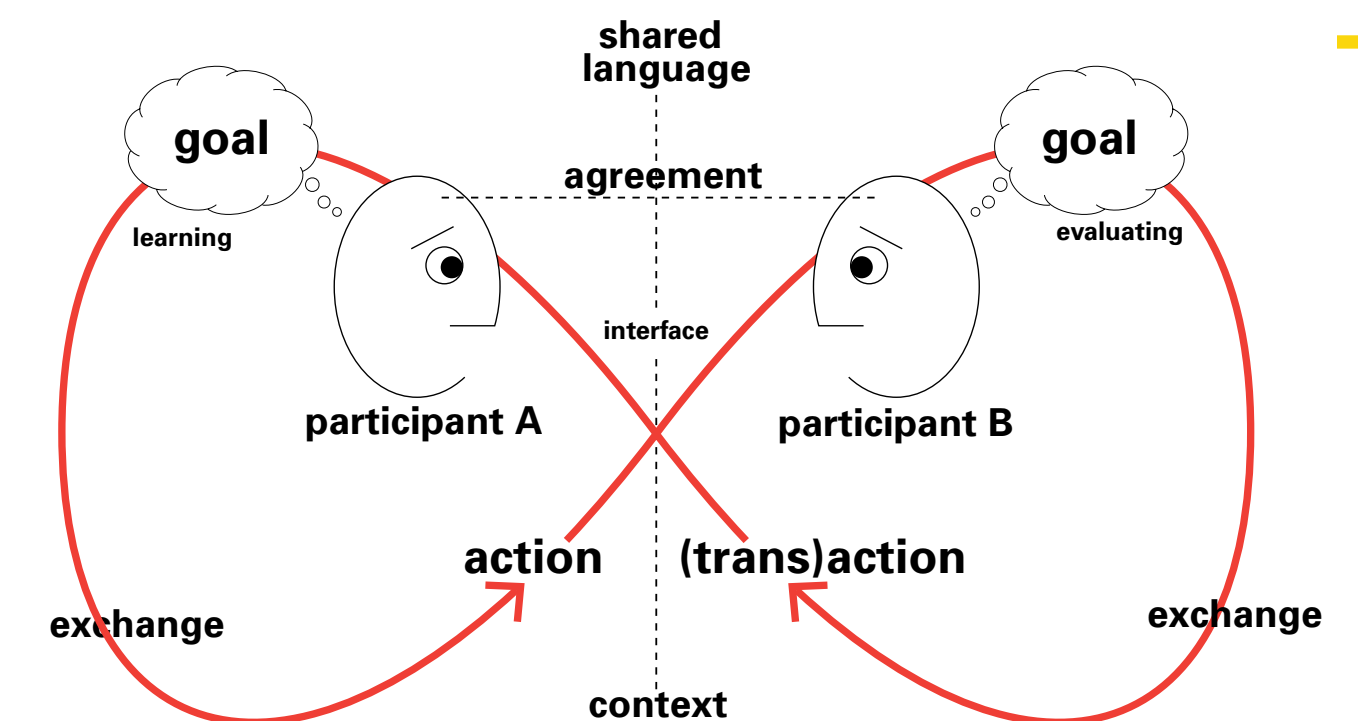 shared
language
goal
goal
agreement
learning
evaluating
interface
participant A
participant B
action
(trans)action
exchange
exchange
context